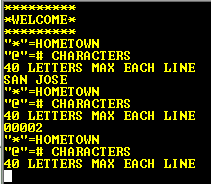 *********
*WELCOME*
*********
"*"=HOMETOWN
"@"=# CHARACTERS
40 LETTERS MAX EACH LINE
SAN JOSE
"*"=HOMETOWN
"@"=# CHARACTERS
40 LETTERS MAX EACH LINE
00002
"*"=HOMETOWN
"@"=# CHARACTERS
40 LETTERS MAX EACH LINE